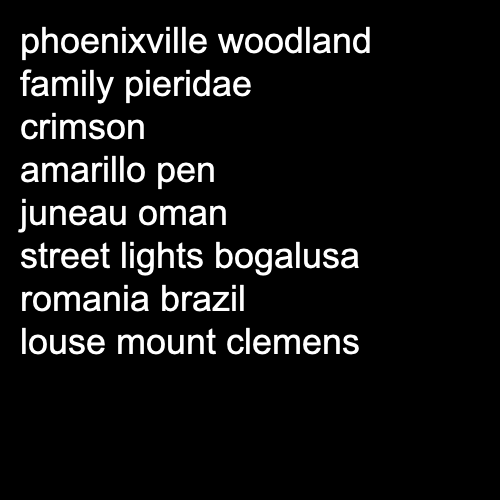 phoenixville woodland
family pieridae
crimson
amarillo pen
juneau oman
street lights bogalusa
romania brazil
louse mount clemens